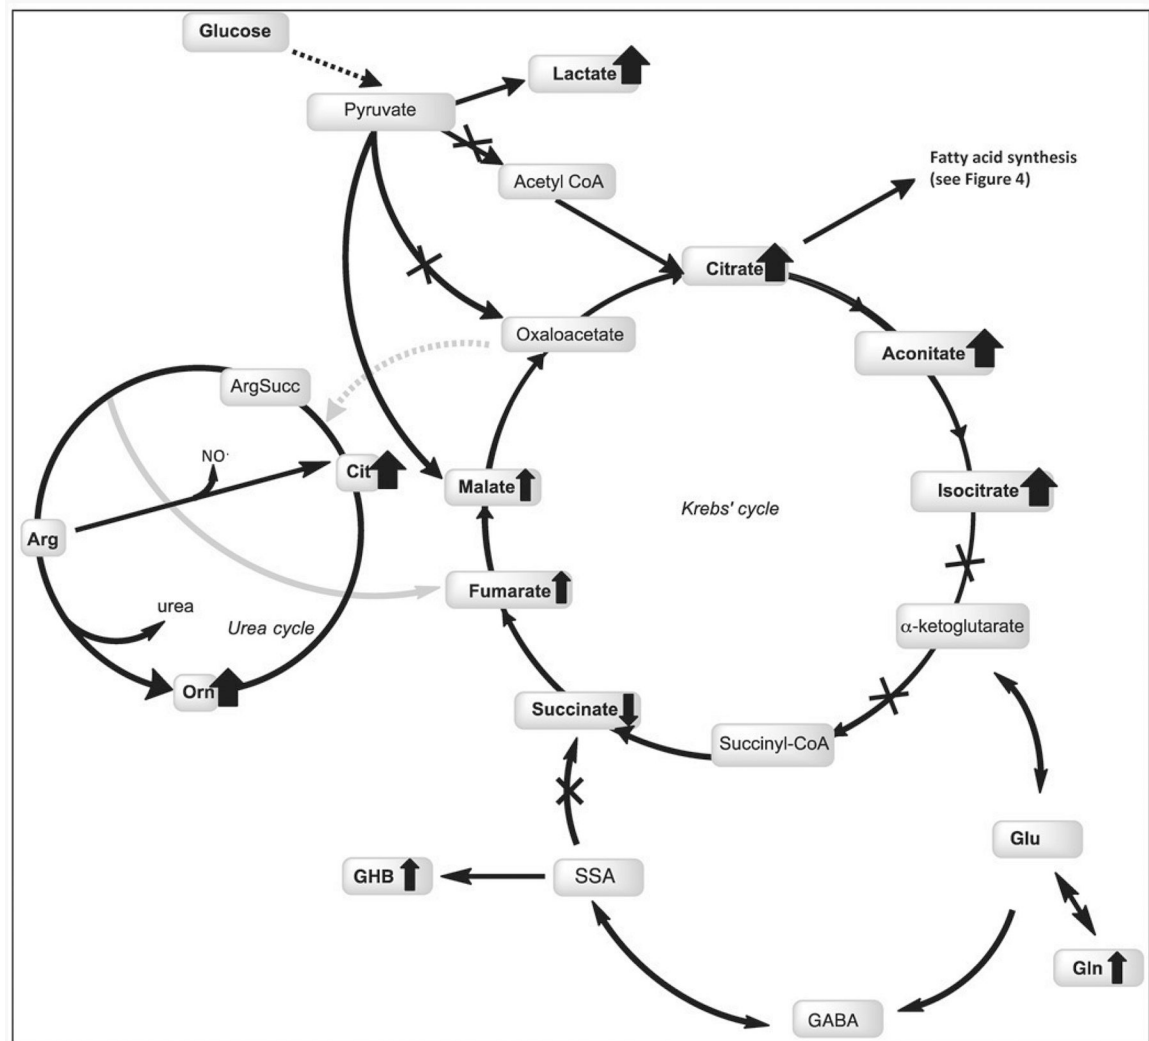 Glucose
Lactate
Pyruvate
Fatty acid synthesis
(see Figure 4)
Acetyl CoA
Citrate
Oxaloacetate
Aconitate
ArgSucc
NO·
Cit
Malate
Krebs' cycle
Isocitrate
Arg
Fumarate
urea
Urea cycle
α-ketoglutarate
Orn
Succinate
Succinyl-CoA
Glu
GHB
SSA
Gln
GABA